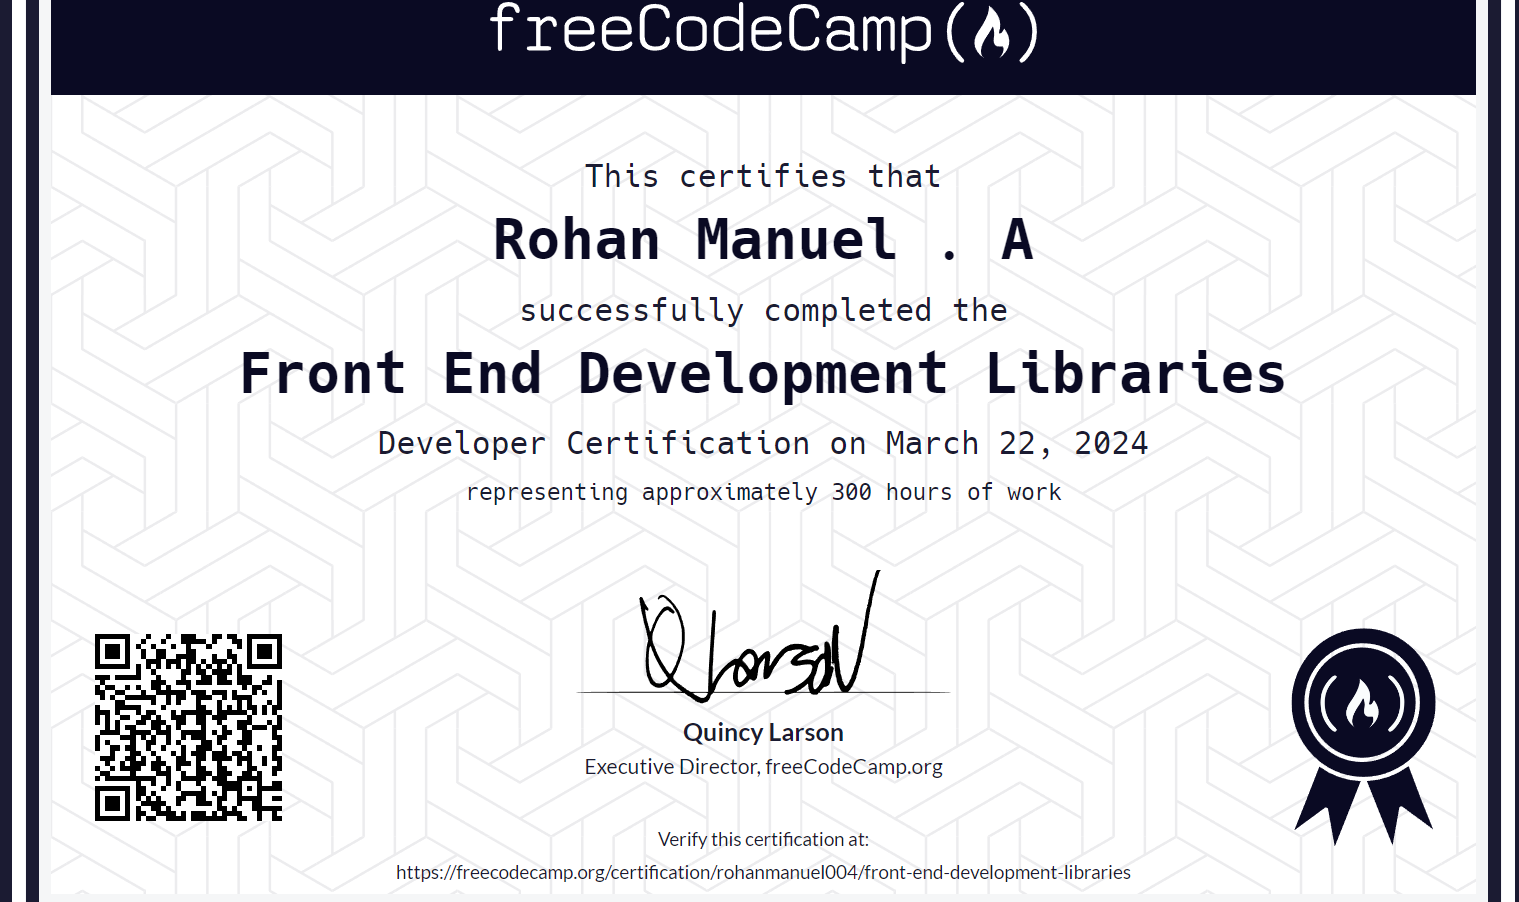 freeCodeCamp
This certifies that
Rohan Manuel . A
successfully completed the
Front End Development Libraries
Developer Certification on March 22, 2024
representing approximately 300 hours of work
Q Larson
Quincy Larson
Executive Director, freeCodeCamp.org
Verify this certification at:
https://freecodecamp.org/certification/rohanmanuel004/front-end-development-libraries